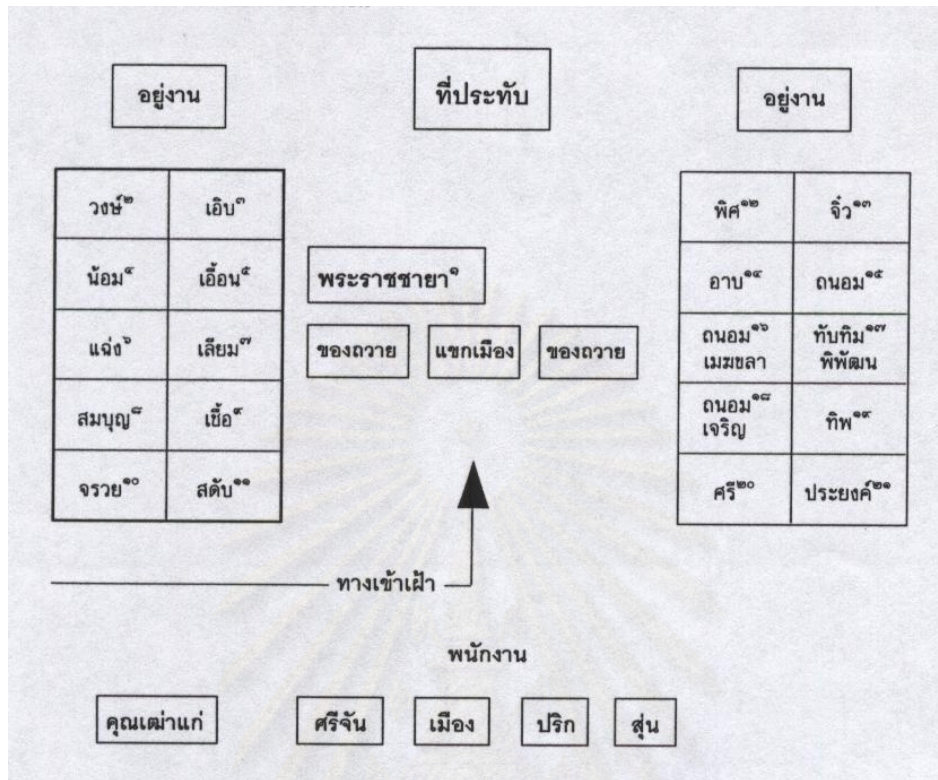 อยู่งาน
ที่ประทับ
อยู่งาน
วงษ์๒ เอิบ๓
น้อม๔ เอื้อน๕
แฉ่ง๖ เลียม๗
สมบุญ๘ เชื้อ๙
จรวย๑๐ สดับ๑๑
พระราชชายา๑
ของถวาย
แขกเมือง
ของถวาย
พิศ๑๒ จิ๋ว๑๓
อาบ๑๔ ถนอม๑๕
ถนอม๑๖ ทับทิม๑๗
เมฆขลา พิพัฒน
ถนอม๑๘ ทิพ๑๙
เจริญ
ศรี๒๐ ประยงค์๒๑
ทางเข้าเฝ้า
พนักงาน
คุณเฒ่าแก่
ศรีจัน
เมือง
ปริก
สุ่น